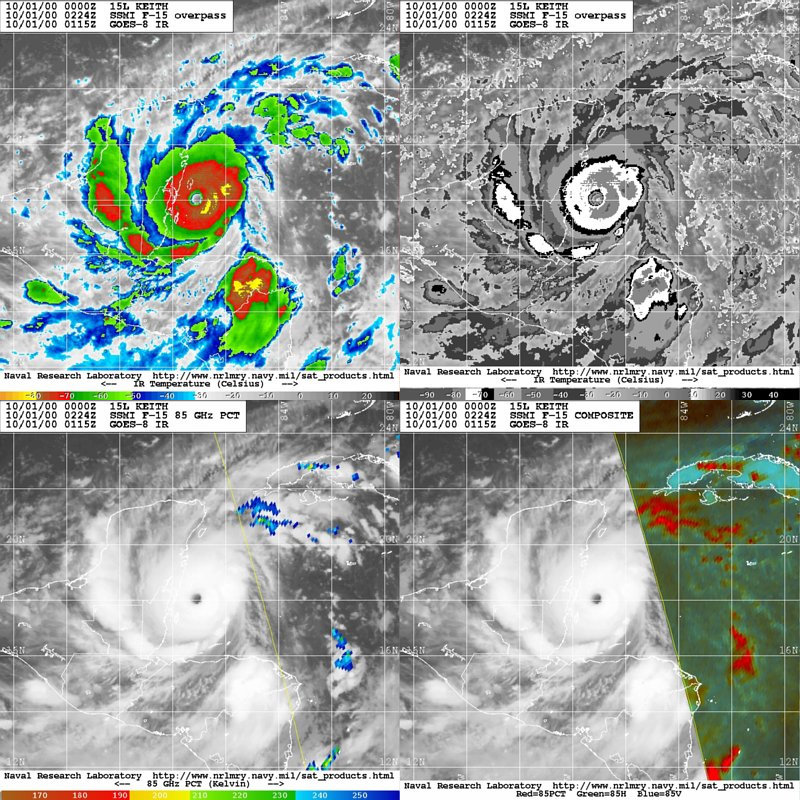 10/01/00 0000Z 15L KEITH
10/01/00 0224Z SSMI F-15 overpass
10/01/00 0115Z GOES-8 IR
84W
24N
16N
Naval Research Laboratory http://www.nrlmry.navy.mil/sat_products.html
<-- IR Temperature (Celsius) -->
-80 -70 -60 -50 -40 -30 -20 -10 0 10 20
10/01/00 0000Z 15L KEITH
10/01/00 0224Z SSMI F-15 overpass
10/01/00 0115Z GOES-8 IR
84W
24N
Naval Research Laboratory http://www.nrlmry.navy.mil/sat_products.html
<-- IR Temperature (Celsius) -->
-90 -80 -70 -60 -50 -40 -30 -20 -10 0 10 20 30 40
10/01/00 0000Z 15L KEITH
10/01/00 0224Z SSMI F-15 85 GHz PCT
10/01/00 0115Z GOES-8 IR
84W
24N
20N
16N
12N
Naval Research Laboratory http://www.nrlmry.navy.mil/sat_products.html
<-- 85 GHz PCT (Kelvin) -->
170 180 190 200 210 220 230 240 250
10/01/00 0000Z 15L KEITH
10/01/00 0224Z SSMI F-15 COMPOSITE
10/01/00 0115Z GOES-8 IR
84W
24N
20N
16N
12N
Naval Research Laboratory http://www.nrlmry.navy.mil/sat_products.html
Red=85PCT Green=85H Blue=85V